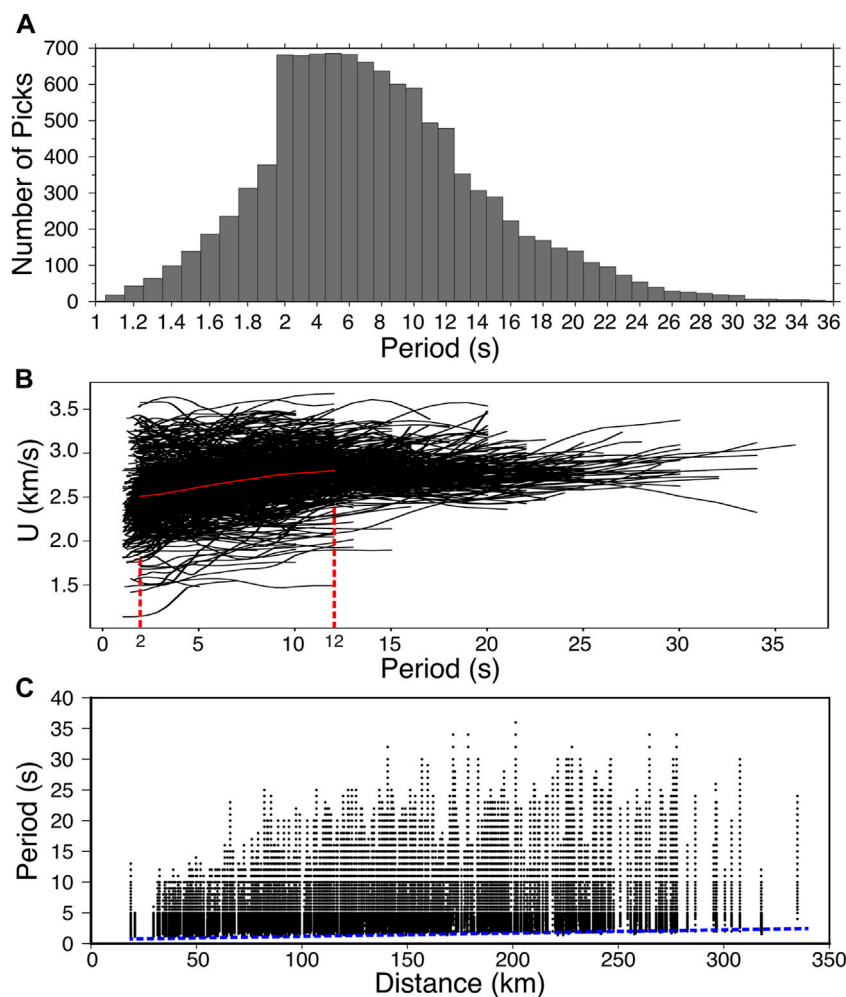 A
700
600
500
400
300
200
100
0
Number of Picks
1 1.2 1.4 1.6 1.8 2 4 6 8 10 12 14 16 18 20 22 24 26 28 30 32 34 36
Period (s)
B
3.5
3.0
2.5
2.0
1.5
U (km/s)
0 2 5 10 12 15 20 25 30 35
Period (s)
C
40
35
30
25
20
15
10
5
0
Period (s)
0 50 100 150 200 250 300 350
Distance (km)